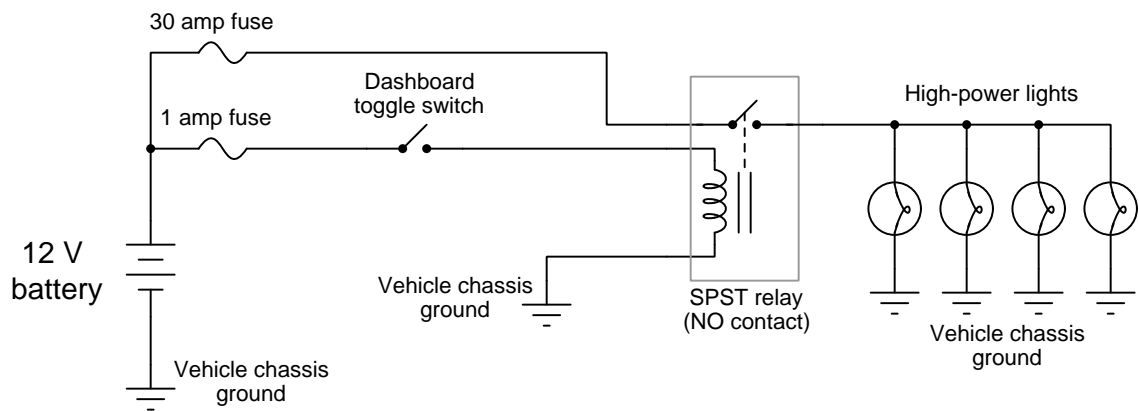 30 amp fuse
Dashboard
toggle switch
1 amp fuse
High-power lights
12 V
battery
Vehicle chassis
ground
SPST relay
(NO contact)
Vehicle chassis
ground
Vehicle chassis
ground